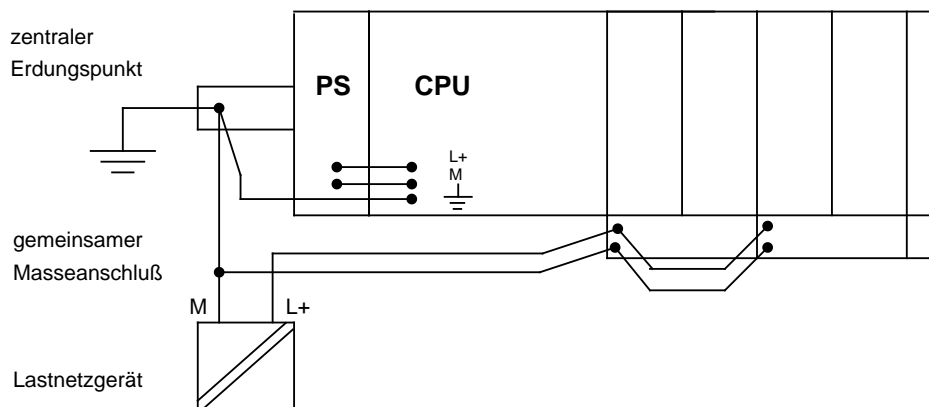 zentraler
Erdungspunkt
PS
CPU
L+
M
gemeinsamer
Masseanschluß
M
L+
Lastnetzgerät